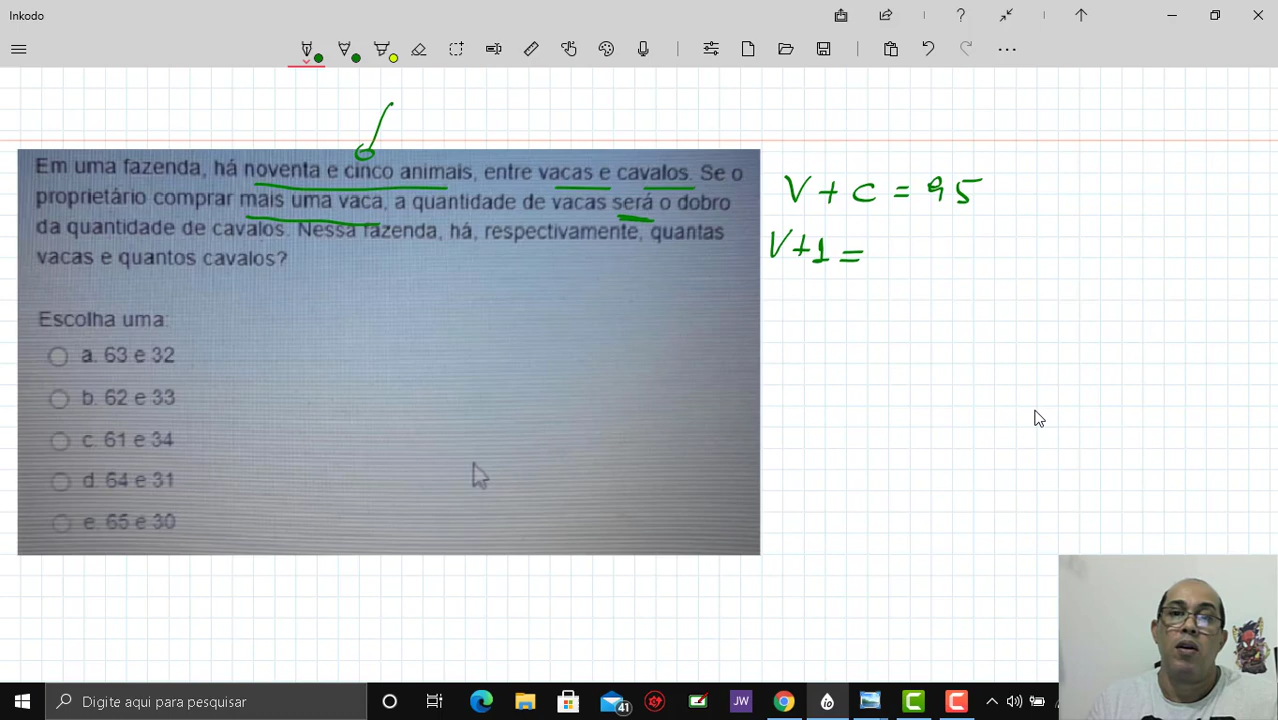 Inkodo
Em uma fazenda, há noventa e cinco animais, entre vacas e cavalos. Se o
proprietário comprar mais uma vaca, a quantidade de vacas será o dobro
da quantidade de cavalos. Nessa fazenda, há, respectivamente, quantas
vacas e quantos cavalos?
V + C = 95
V+1 =
Escolha uma:
a. 63 e 32
b. 62 e 33
c. 61 e 34
d. 64 e 31
e. 65 e 30
Digite aqui para pesquisar
41
JW